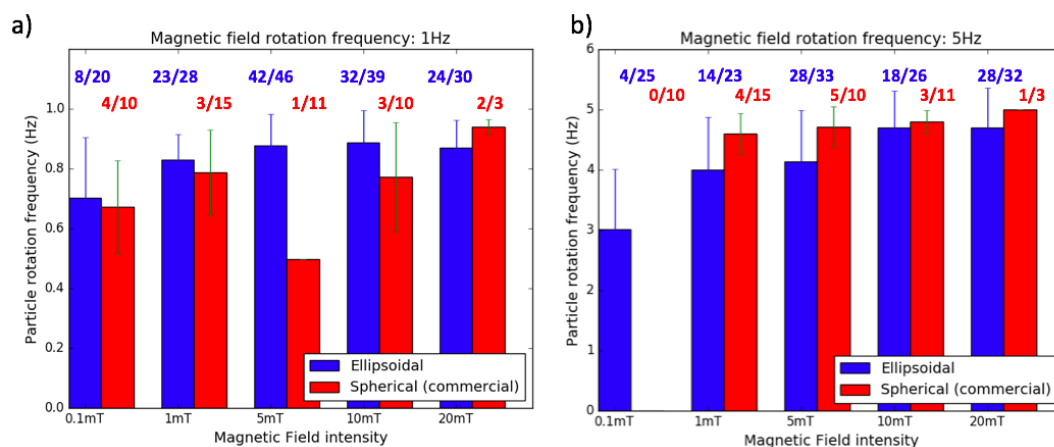 a)
Magnetic field rotation frequency: 1Hz
8/20 23/28 42/46 32/39 24/30
4/10 3/15 1/11 3/10 2/3
Particle rotation frequency (Hz)
1.0
0.8
0.6
0.4
0.2
0.0
Ellipsoidal
Spherical (commercial)
0.1mT 1mT 5mT 10mT 20mT
Magnetic Field intensity
b)
Magnetic field rotation frequency: 5Hz
4/25 14/23 28/33 18/26 28/32
0/10 4/15 5/10 3/11 1/3
Particle rotation frequency (Hz)
6
5
4
3
2
1
0
Ellipsoidal
Spherical (commercial)
0.1mT 1mT 5mT 10mT 20mT
Magnetic Field intensity